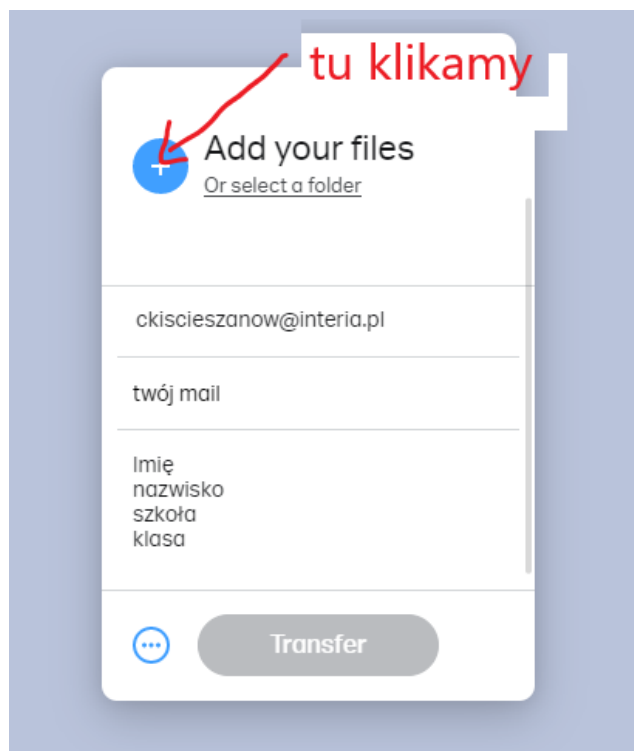 tu klikamy
Add your files
Or select a folder
ckiscieszanow@interia.pl
twój mail
Imię
nazwisko
szkoła
klasa
Transfer